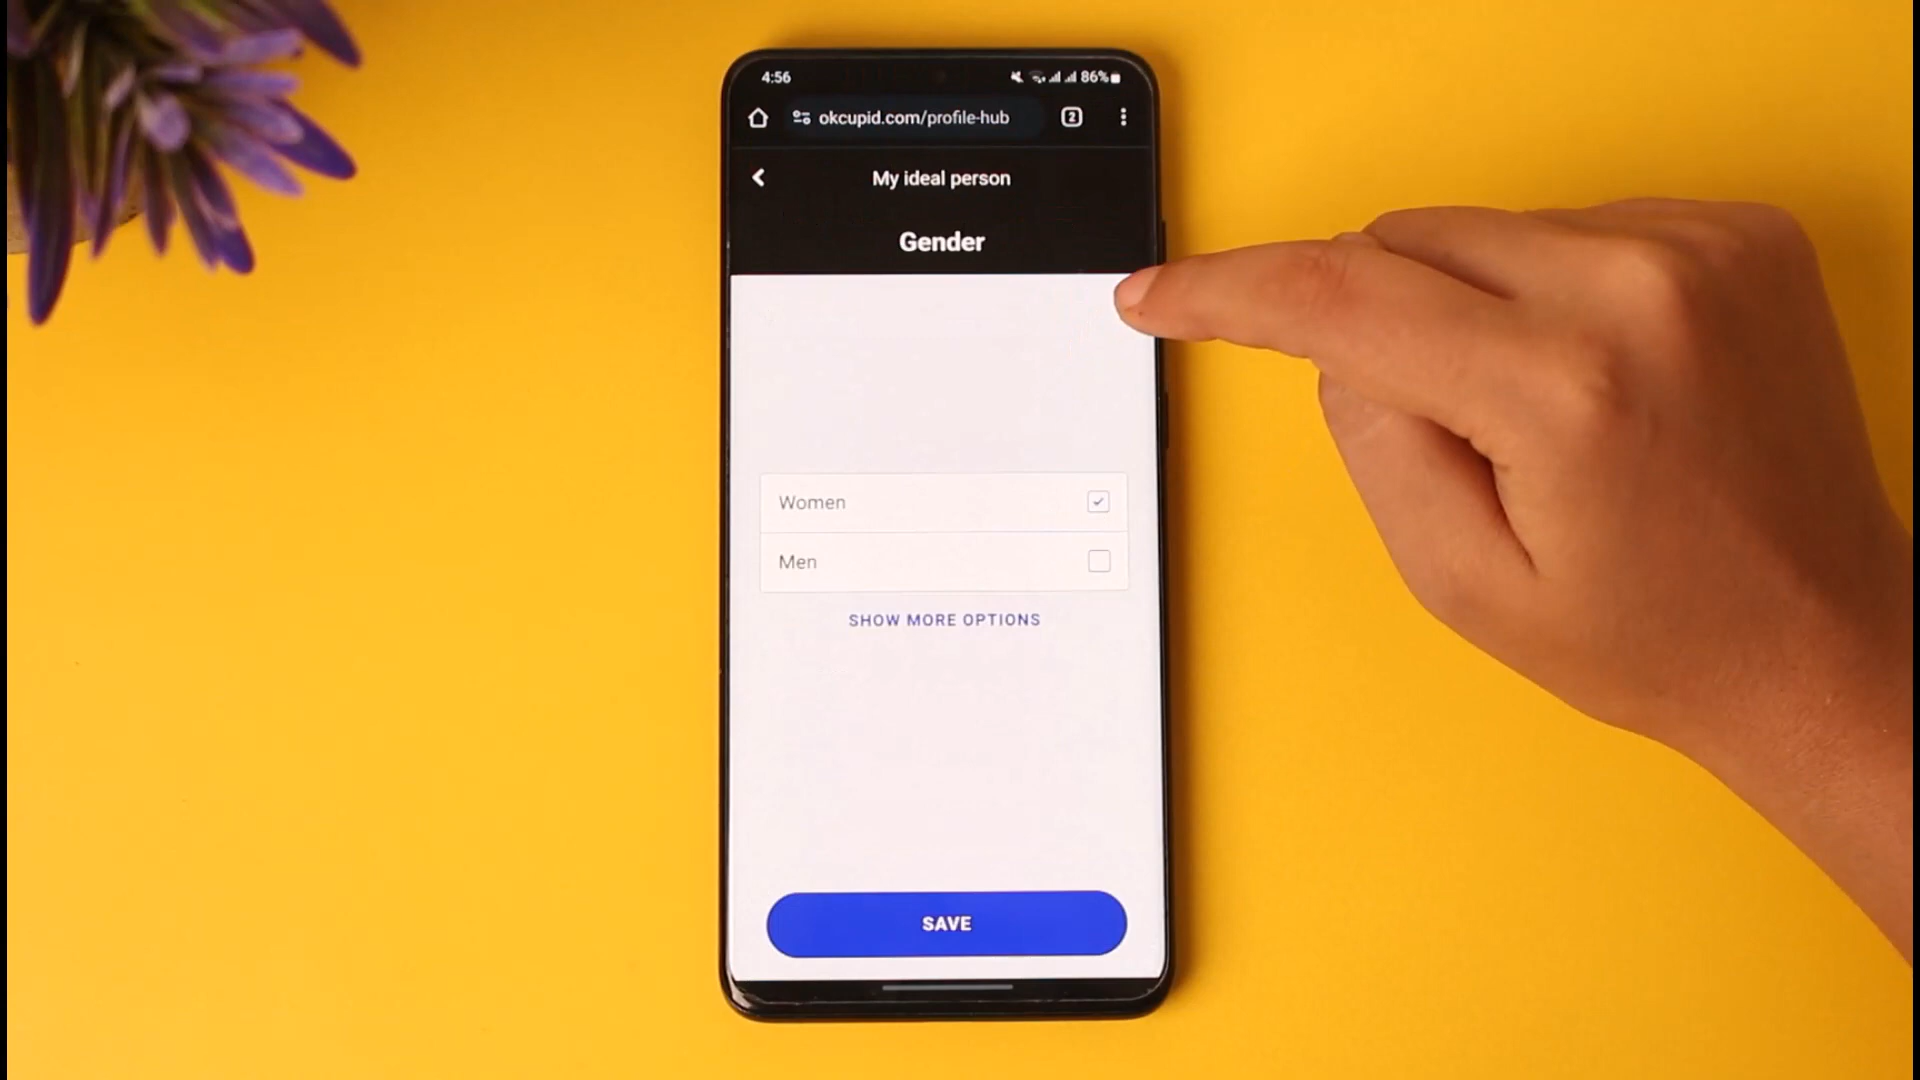 4:56 86%
okcupid.com/profile-hub 2
My ideal person
Gender
Women
Men
SHOW MORE OPTIONS
SAVE